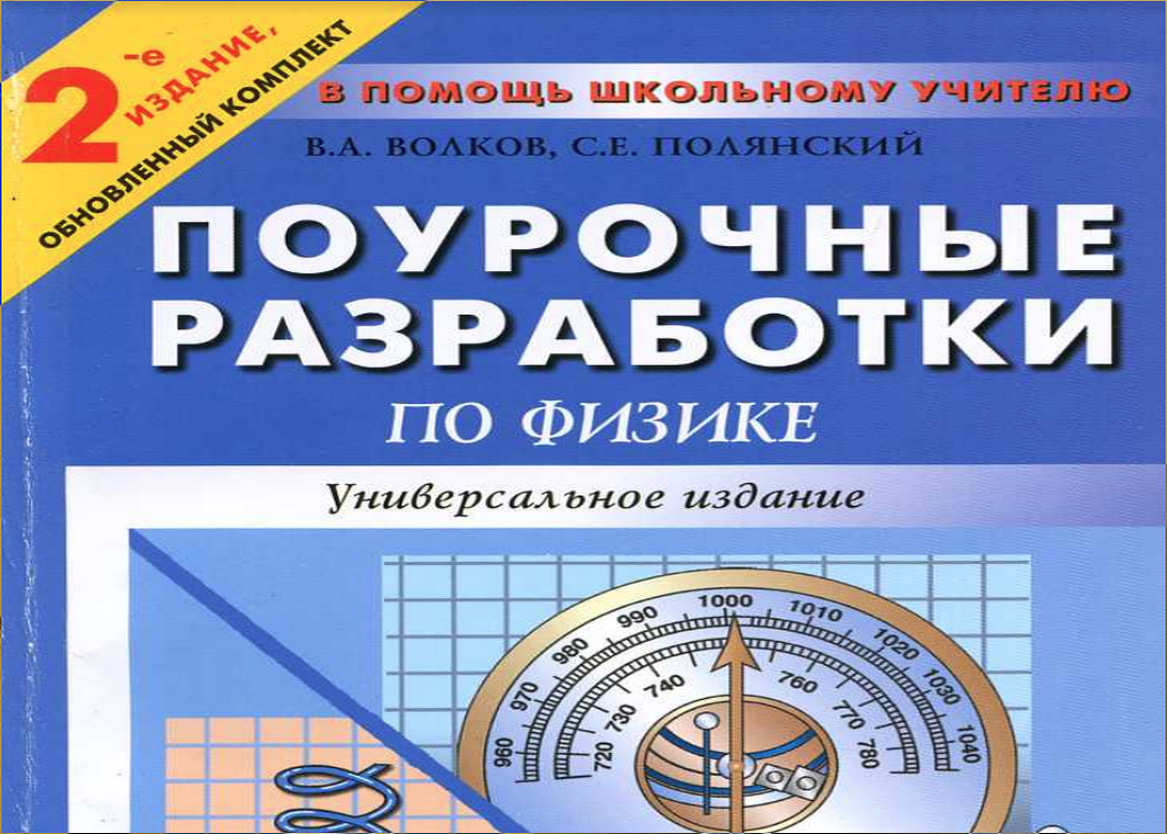 2-е
ИЗДАНИЕ,
ОБНОВЛЕННЫЙ КОМПЛЕКТ
В ПОМОЩЬ ШКОЛЬНОМУ УЧИТЕЛЮ
В.А. ВОЛКОВ, С.Е. ПОЛЯНСКИЙ
ПОУРОЧНЫЕ
РАЗРАБОТКИ
ПО ФИЗИКЕ
Универсальное издание
960 970 980 990 1000 1010 1020 1030 1040
720 730 740 760 770 780